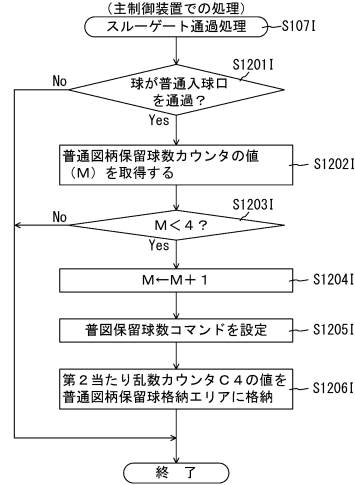 （主制御装置での処理）
スルーゲート通過処理
S107I
S1201I
球が普通入球口
を通過？
No
Yes
普通図柄保留球数カウンタの値
（M）を取得する
S1202I
S1203I
M＜4？
No
Yes
M←M＋1
S1204I
普図保留球数コマンドを設定
S1205I
第2当たり乱数カウンタC4の値を
普通図柄保留球格納エリアに格納
S1206I
終　了